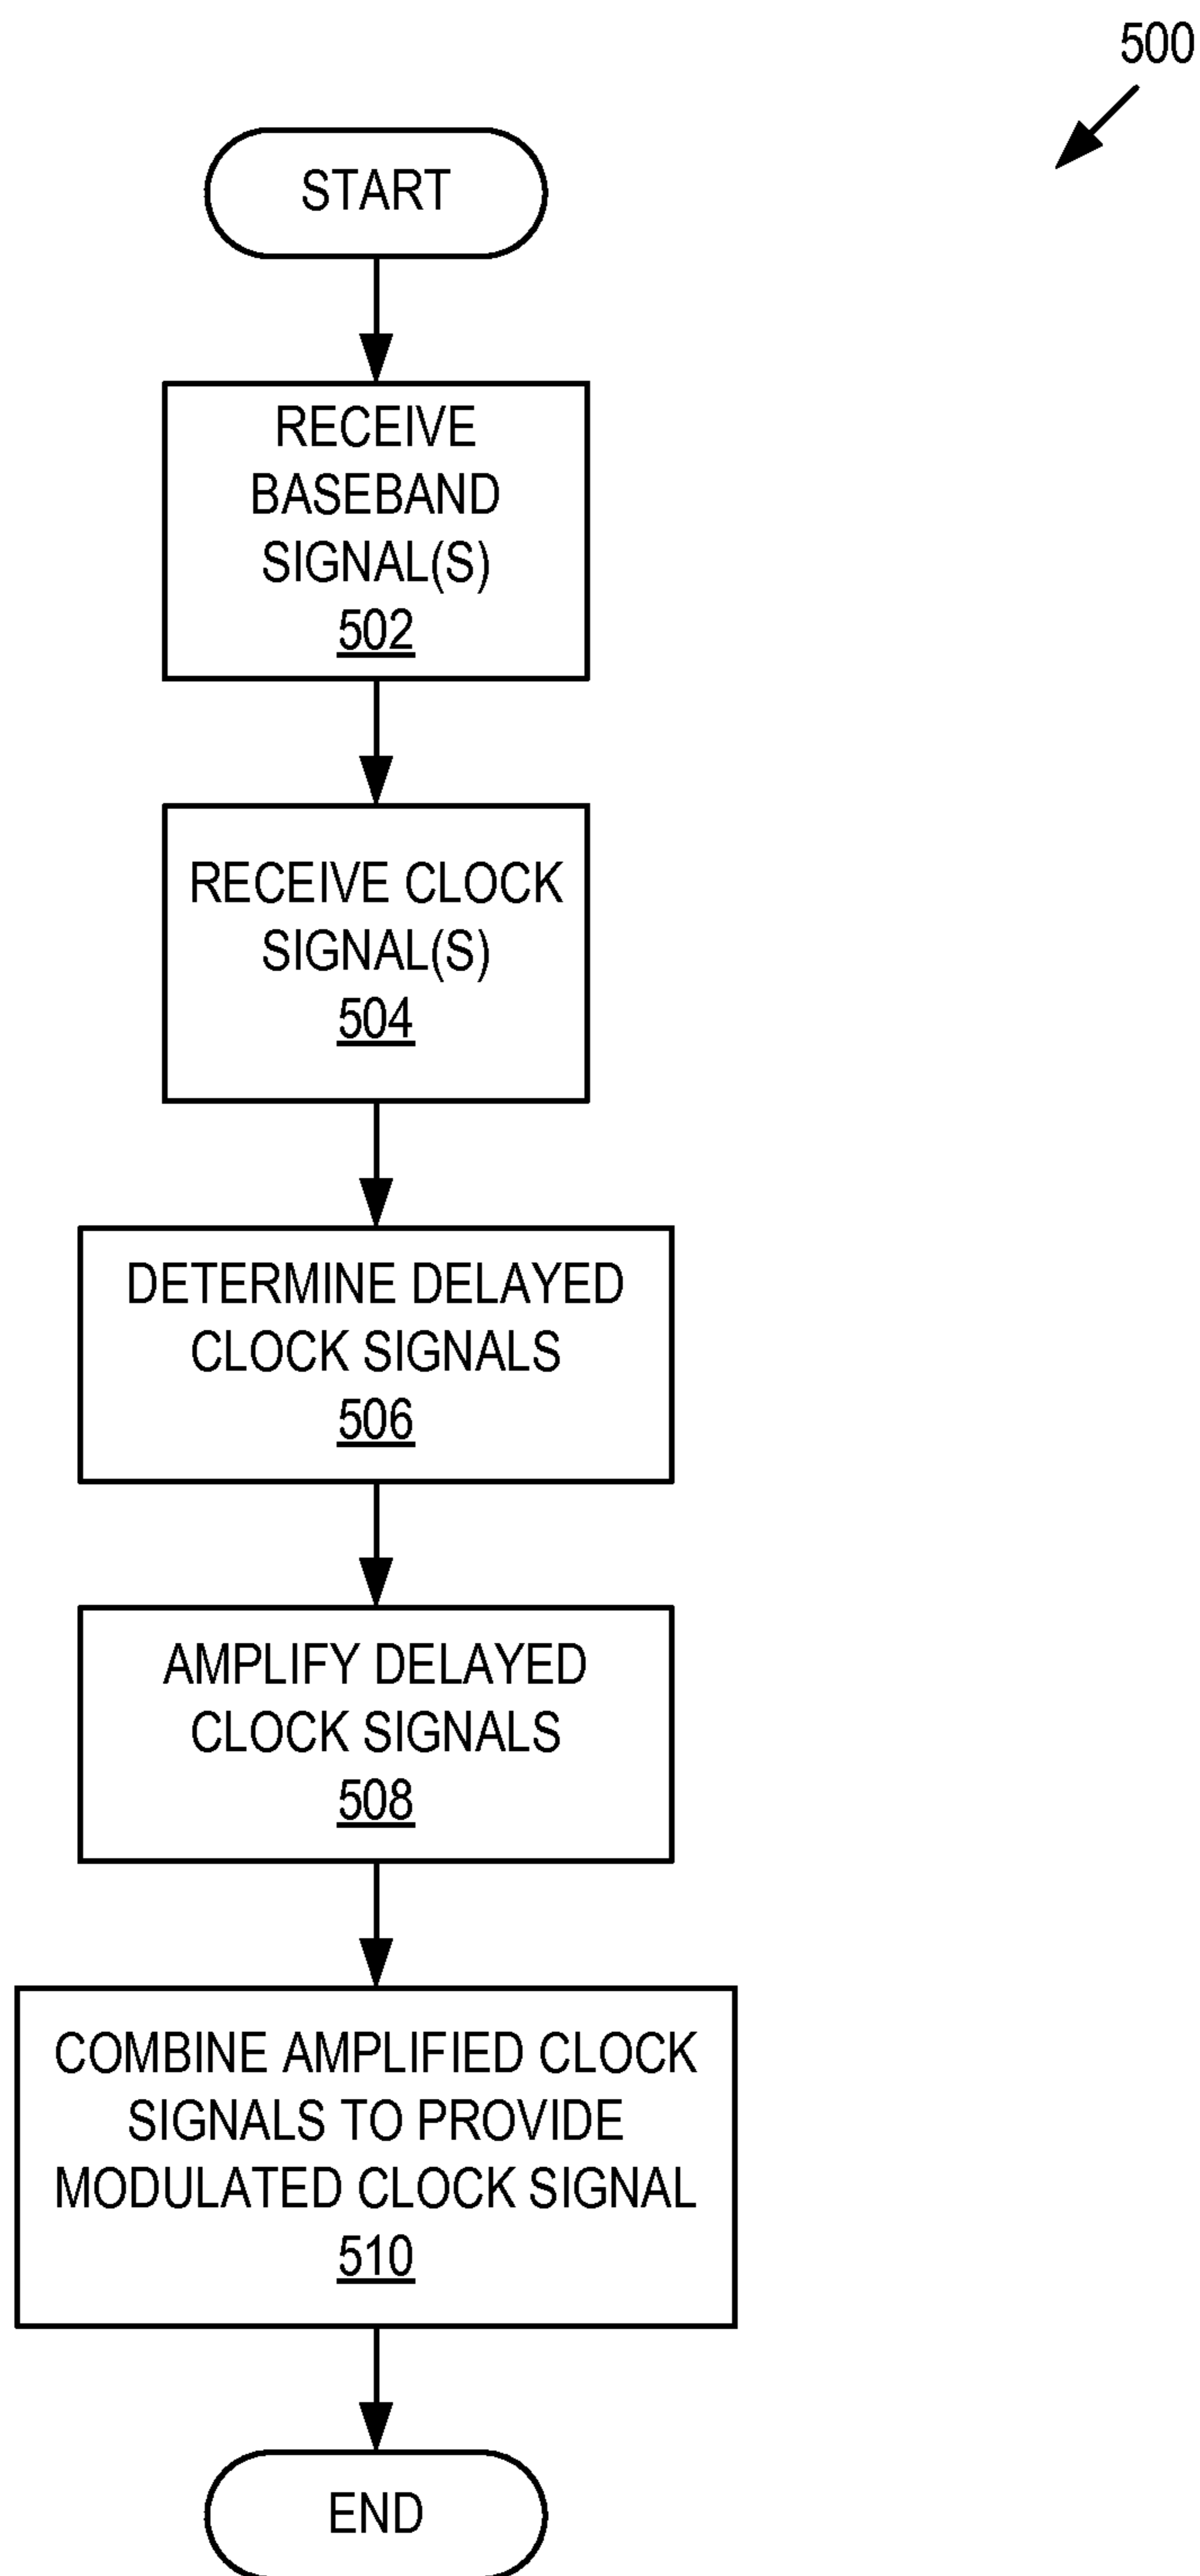 500
START
RECEIVE
BASEBAND
SIGNAL(S)
502
RECEIVE CLOCK
SIGNAL(S)
504
DETERMINE DELAYED
CLOCK SIGNALS
506
AMPLIFY DELAYED
CLOCK SIGNALS
508
COMBINE AMPLIFIED CLOCK
SIGNALS TO PROVIDE
MODULATED CLOCK SIGNAL
510
END